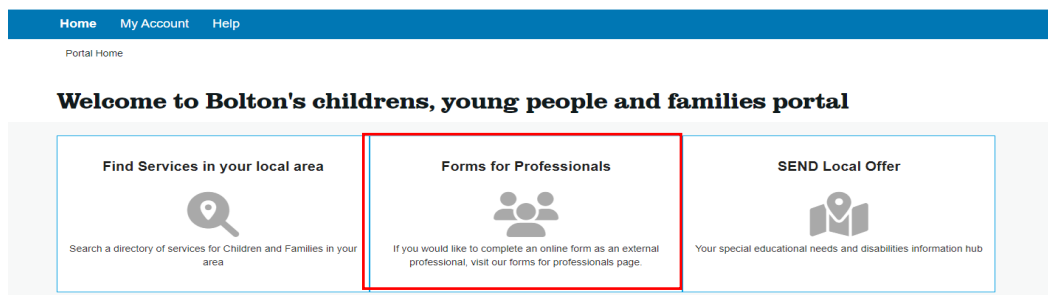 Home My Account Help
Portal Home
Welcome to Bolton's childrens, young people and families portal
Find Services in your local area
Search a directory of services for Children and Families in your
area
Forms for Professionals
If you would like to complete an online form as an external
professional, visit our forms for professionals page.
SEND Local Offer
Your special educational needs and disabilities information hub